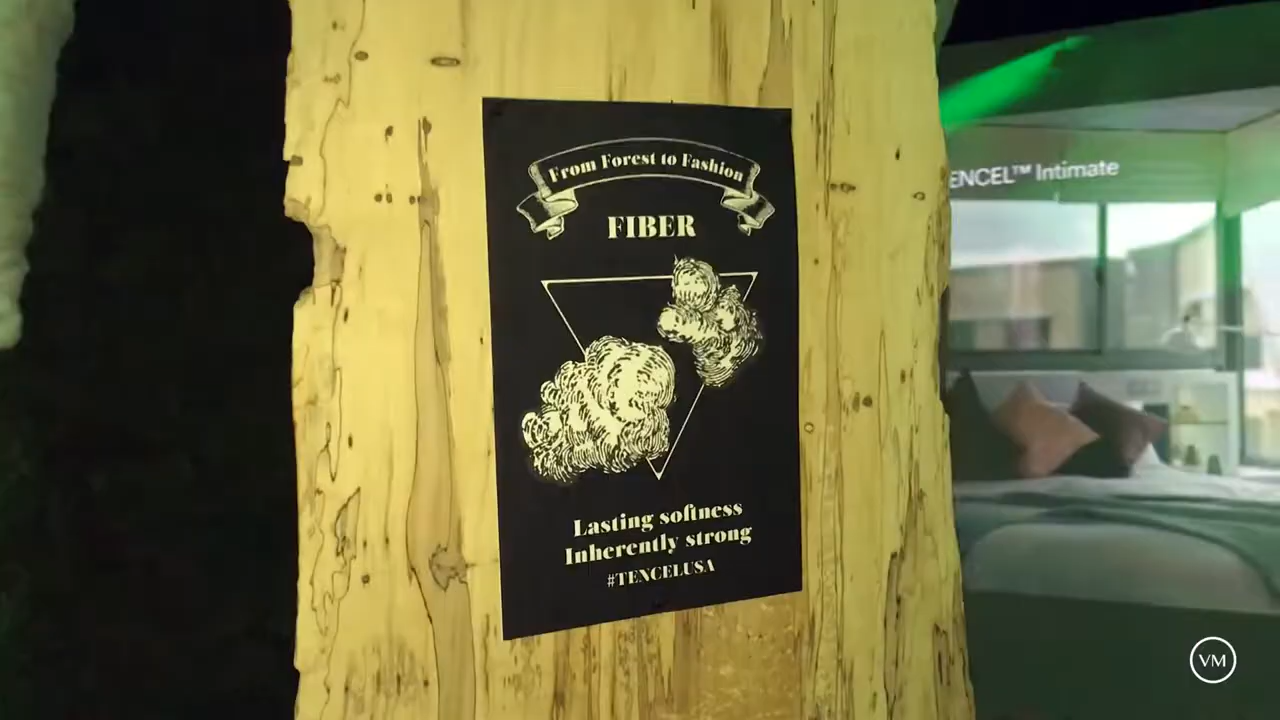 From Forest to Fashion
FIBER
Lasting softness
Inherently strong
#TENCELUSA
ENCEL™ Intimate
VM